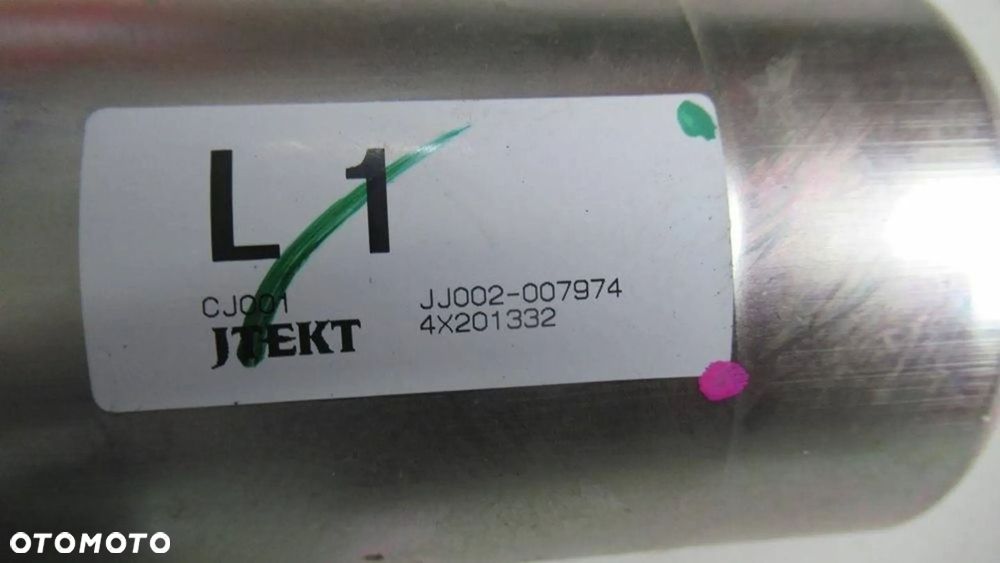 L 1
CJ001
JTEKT
JJ002-007974
4X201332
OTOMOTO